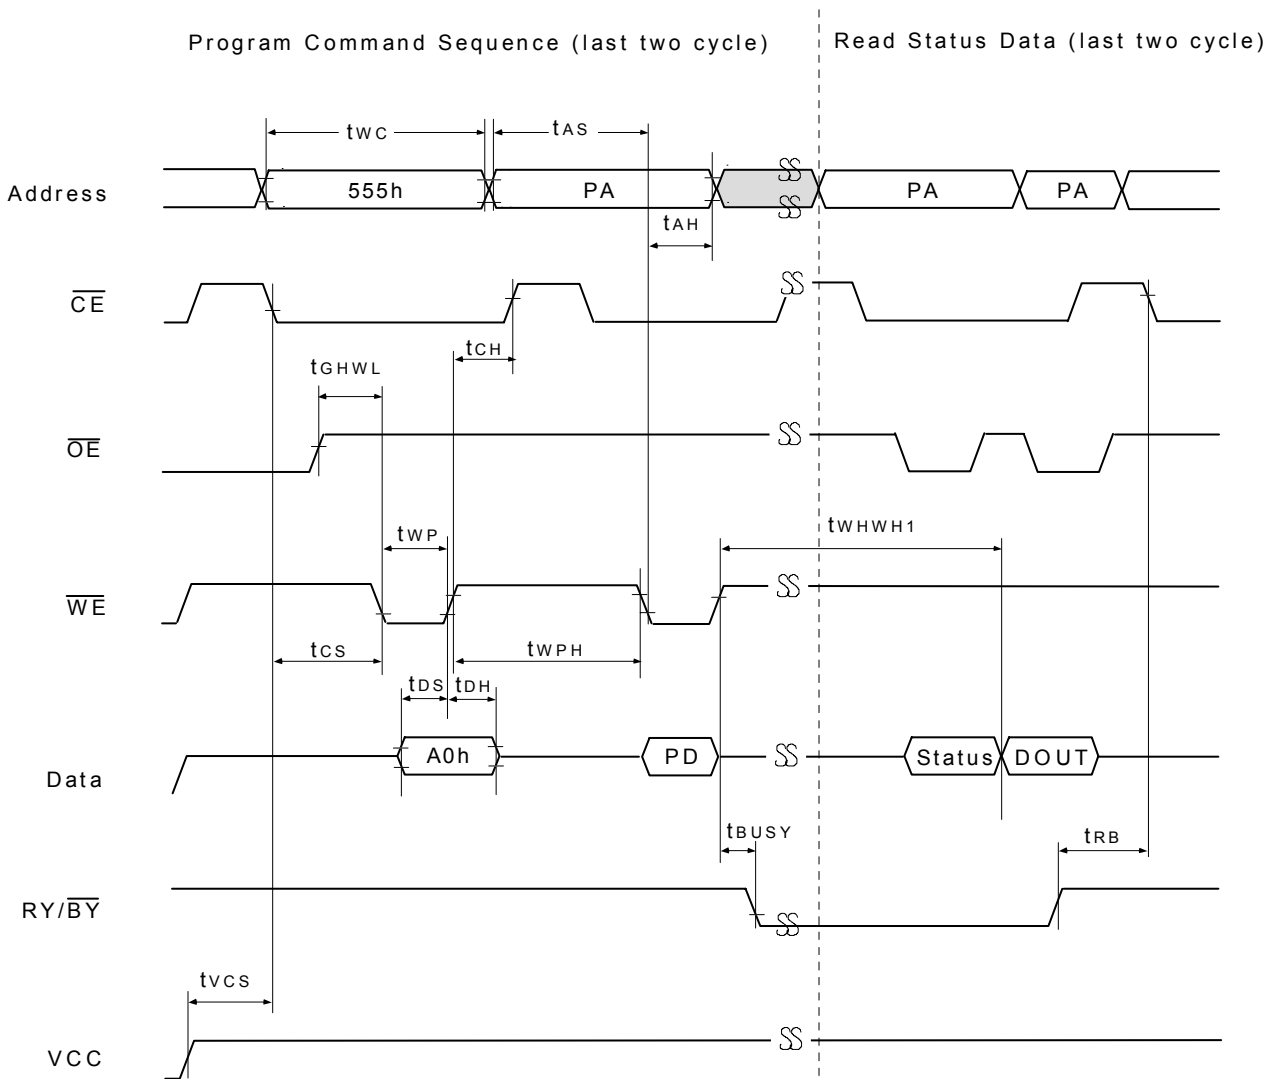 Program Command Sequence (last two cycle)
Read Status Data (last two cycle)
tWC
tAS
Address
555h
PA
PA
PA
tAH
CE
tCH
tGHWL
OE
tWP
tWHWH1
WE
tCS
tWPH
tDS
tDH
Data
A0h
PD
Status
DOUT
tBUSY
tRB
RY/BY
tVCS
VCC